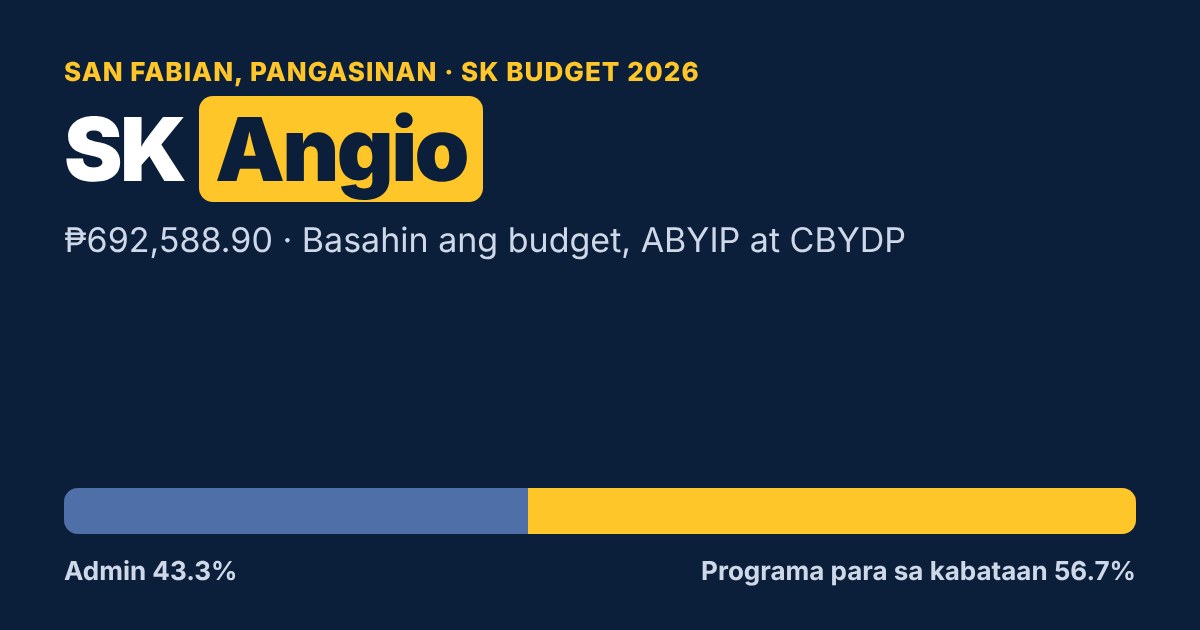 SAN FABIAN, PANGASINAN · SK BUDGET 2026
SK Angio
₱692,588.90 · Basahin ang budget, ABYIP at CBYDP
Admin 43.3%
Programa para sa kabataan 56.7%